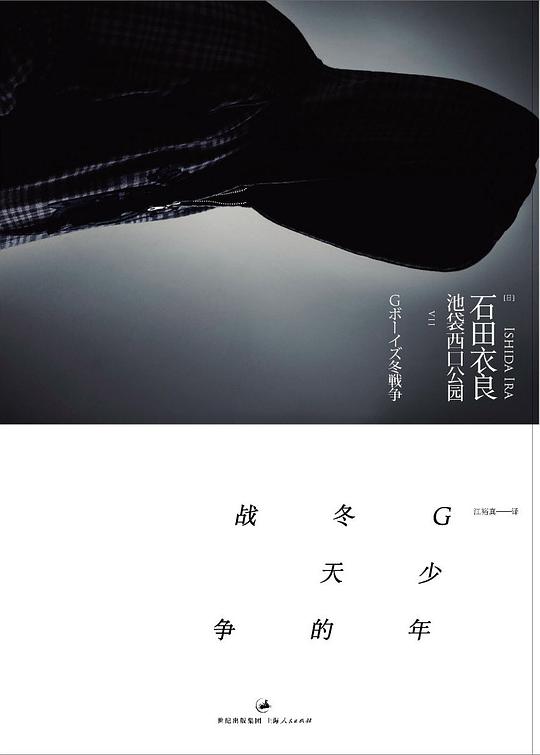 [日]
ISHIDA IRA
石田衣良
池袋西口公园
VII
Gボーイズ冬戦争
江裕真——译
G少年
冬天的
战争
世纪出版集团 上海人民出版社